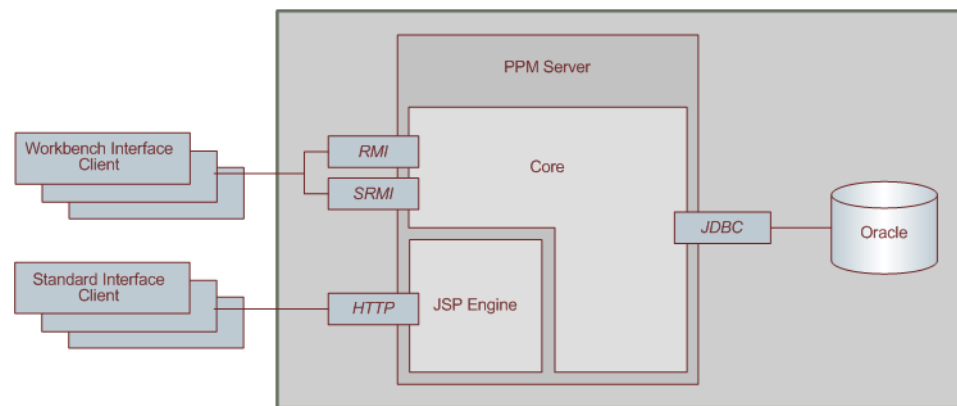 PPM Server
Workbench Interface
Client
RMI
SRMI
Core
JDBC
Oracle
Standard Interface
Client
HTTP
JSP Engine